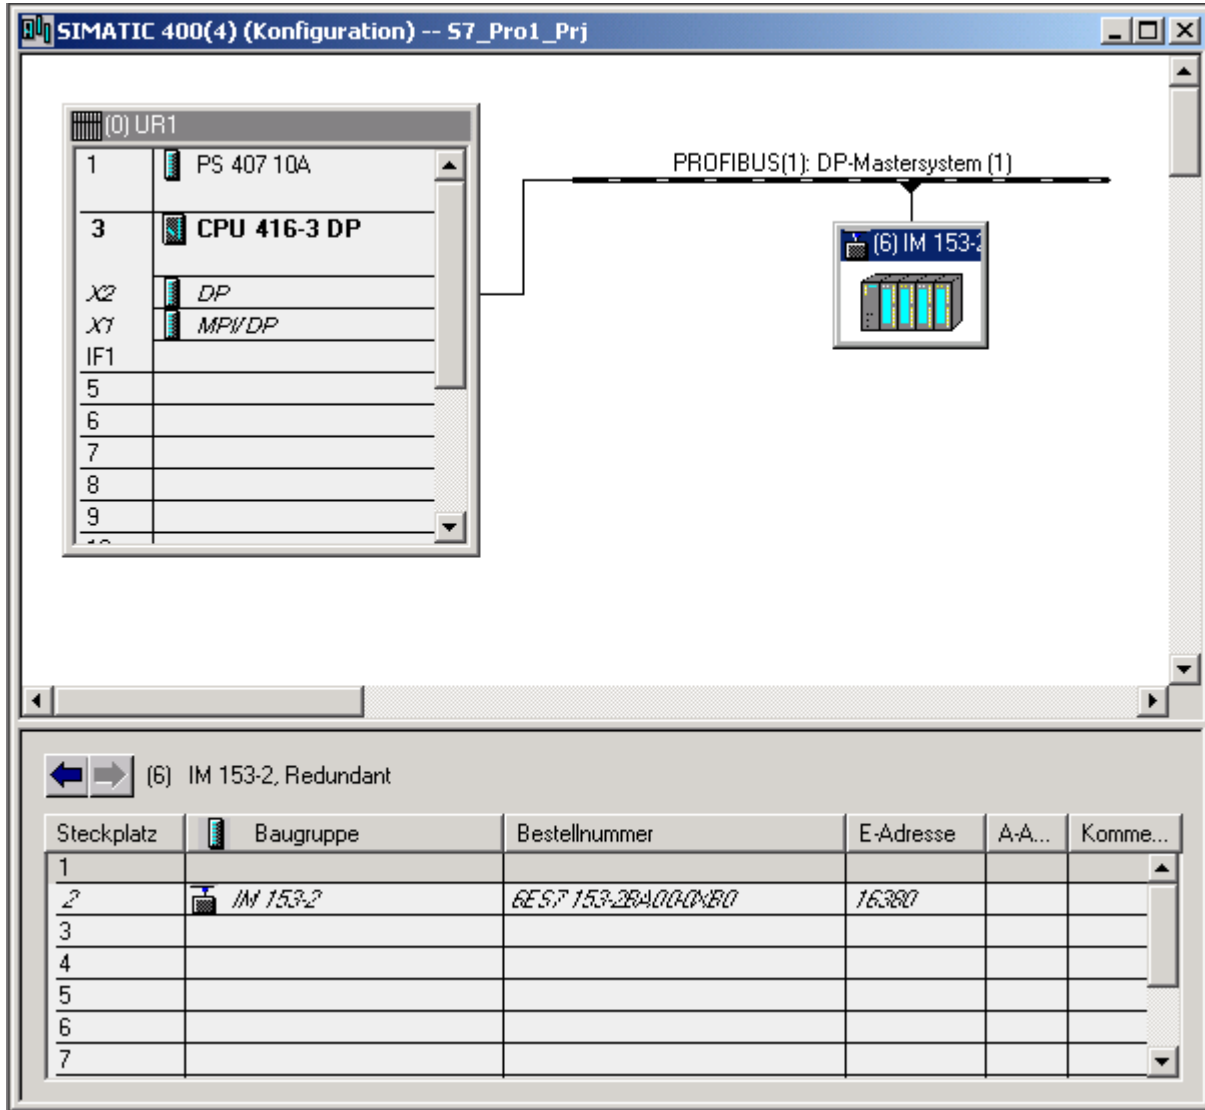 SIMATIC 400(4) (Konfiguration) -- S7_Pro1_Prj
(0) UR1
1 PS 407 10A
3 CPU 416-3 DP
X2 DP
X1 MPI/DP
IF1
5
6
7
8
9
PROFIBUS(1): DP-Mastersystem (1)
(6) IM 153-2
(6) IM 153-2, Redundant
Steckplatz Baugruppe Bestellnummer E-Adresse A-A... Komme...
1
2 IM 153-2 6ES7 153-2BA00-0XB0 16380
3
4
5
6
7